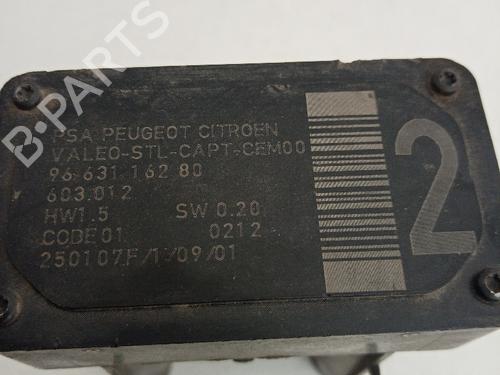 PSA PEUGEOT CITROEN
VALEO-STL-CAPT-CEM00
96 631 162 80
603.012
HW1.5 SW 0.20
CODE 01 0212
250107F/1/09/01
2
B-PARTS